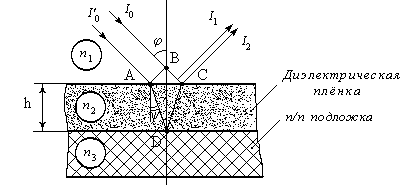 I'₀ I₀ I₁
I₂
φ
n₁ B
A C
Диэлектрическая
плёнка
h n₂
D
n₃ п/п подложка